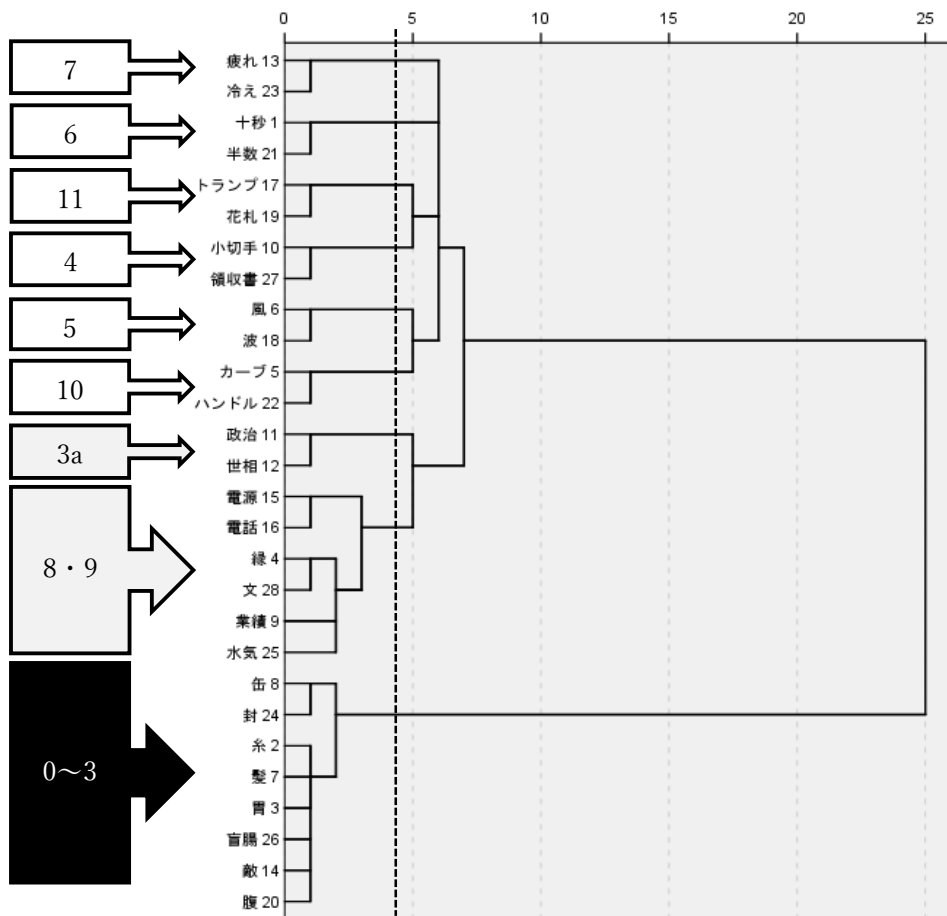 0 5 10 15 20 25
7
疲れ 13
冷え 23
6
十秒 1
半数 21
11
トランプ 17
花札 19
4
小切手 10
領収書 27
5
風 6
波 18
10
カーブ 5
ハンドル 22
3a
政治 11
世相 12
8・9
電源 15
電話 16
緑 4
文 28
業績 9
水気 25
0～3
缶 8
封 24
糸 2
髪 7
胃 3
盲腸 26
敵 14
腹 20